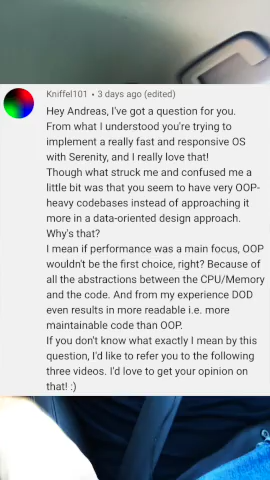 Kniffel101 • 3 days ago (edited)
Hey Andreas, I've got a question for you.
From what I understood you're trying to
implement a really fast and responsive OS
with Serenity, and I really love that!
Though what struck me and confused me a
little bit was that you seem to have very OOP-
heavy codebases instead of approaching it
more in a data-oriented design approach.
Why's that?
I mean if performance was a main focus, OOP
wouldn't be the first choice, right? Because of
all the abstractions between the CPU/Memory
and the code. And from my experience DOD
even results in more readable i.e. more
maintainable code than OOP.
If you don't know what exactly I mean by this
question, I'd like to refer you to the following
three videos. I'd love to get your opinion on
that! :)